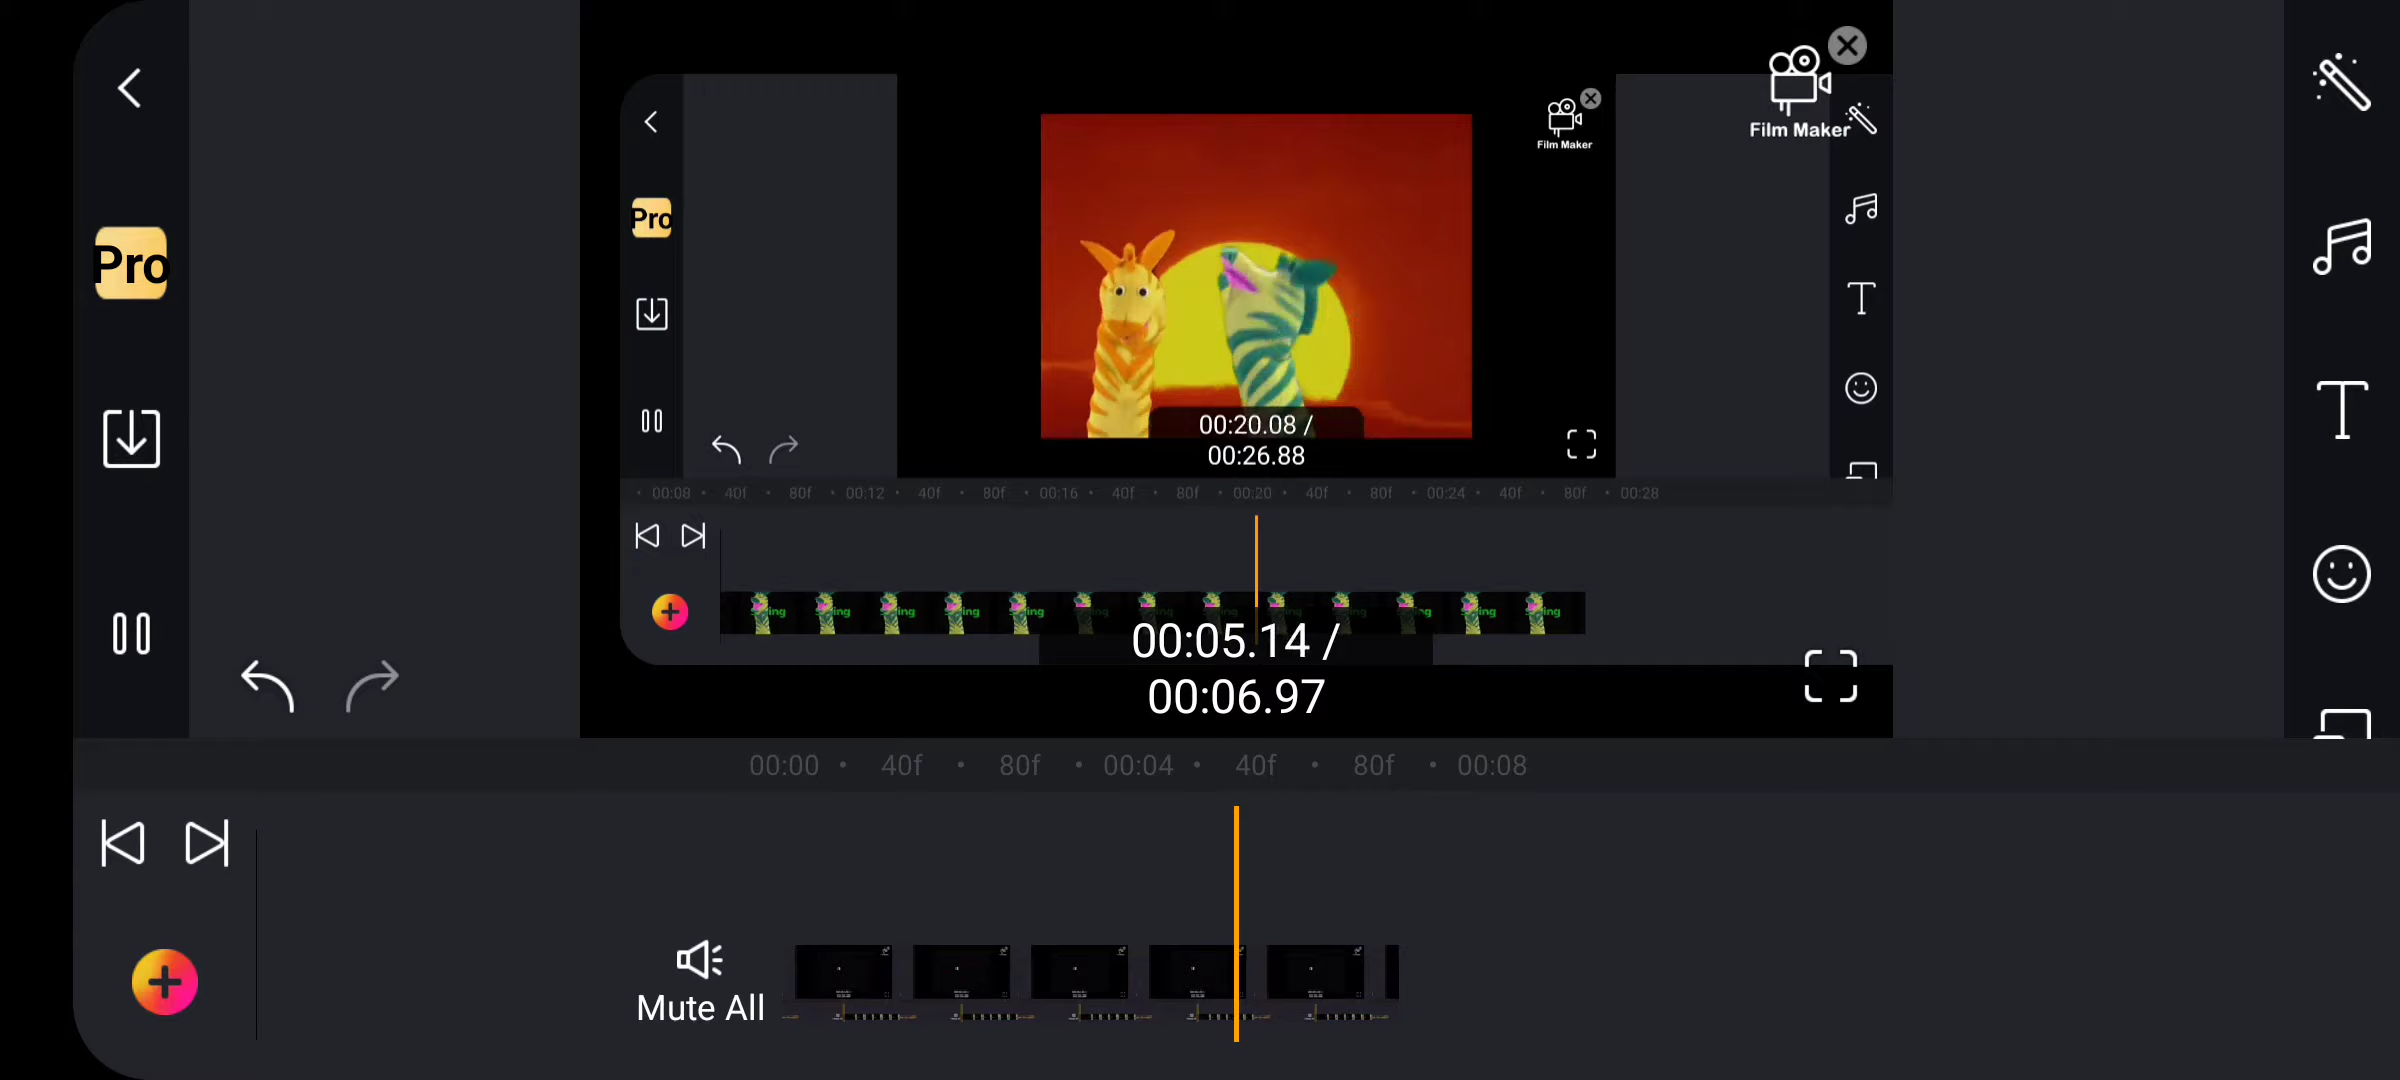 Pro
Film Maker
Pro
Film Maker
00:20.08 /
00:26.88
00:08 40f 80f 00:12 40f 80f 00:16 40f 80f 00:20 40f 80f 00:24 40f 80f 00:28
00:05.14 /
00:06.97
00:00 40f 80f 00:04 40f 80f 00:08
Mute All